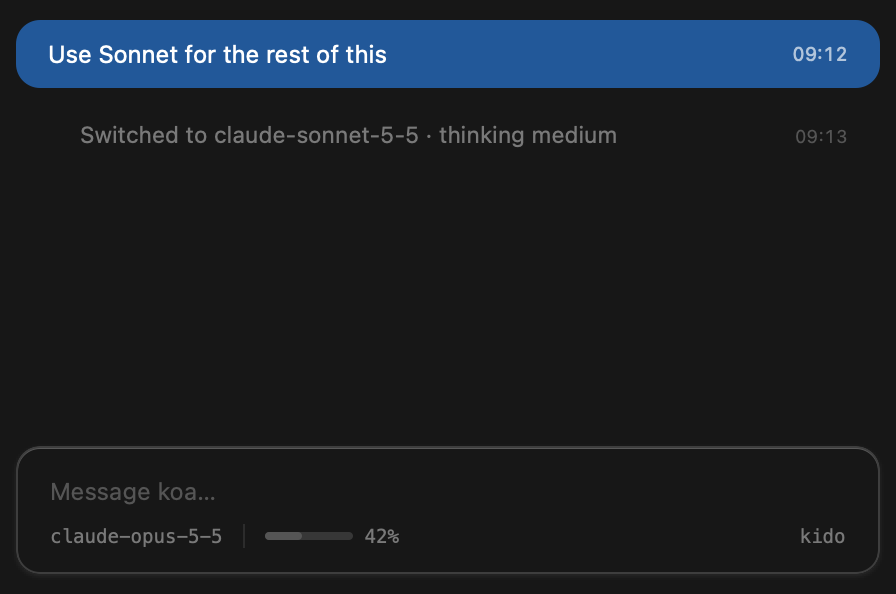 Use Sonnet for the rest of this 09:12
Switched to claude-sonnet-5-5 · thinking medium 09:13
Message koa...
claude-opus-5-5 42% kido